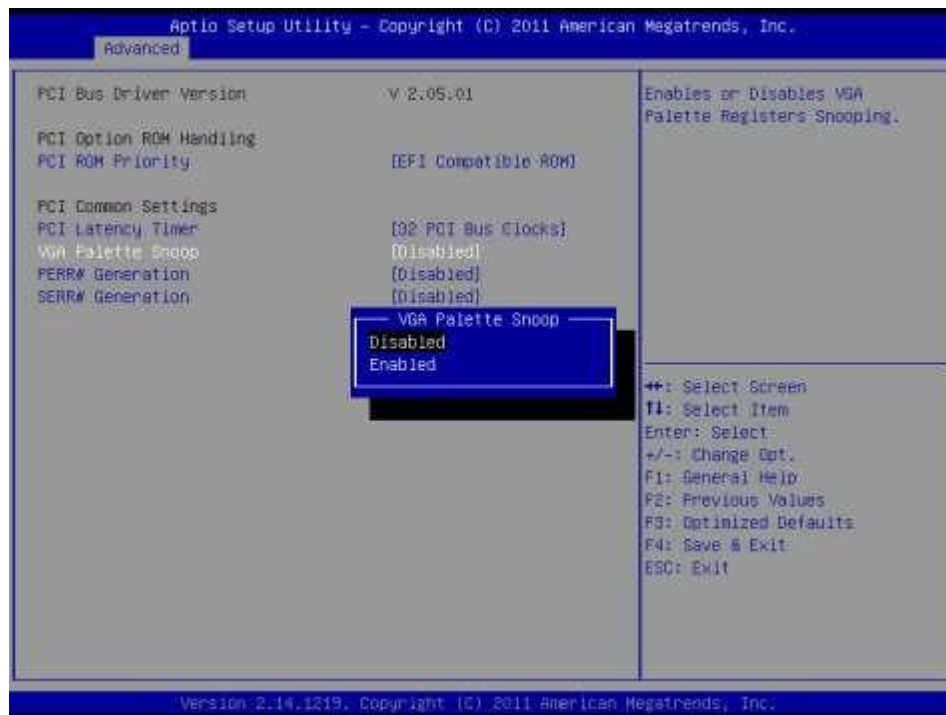 Aptio Setup Utility – Copyright (C) 2011 American Megatrends, Inc.
Advanced
PCI Bus Driver Version V 2.05.01
PCI Option ROM Handling
PCI ROM Priority [EFI Compatible ROM]
PCI Common Settings
PCI Latency Timer [32 PCI Bus Clocks]
VGA Palette Snoop [Disabled]
PERR# Generation [Disabled]
SERR# Generation [Disabled]
VGA Palette Snoop
Disabled
Enabled
Enables or Disables VGA
Palette Registers Snooping.
→←: Select Screen
↑↓: Select Item
Enter: Select
+/-: Change Opt.
F1: General Help
F2: Previous Values
F3: Optimized Defaults
F4: Save & Exit
ESC: Exit
Version 2.14.1219. Copyright (C) 2011 American Megatrends, Inc.